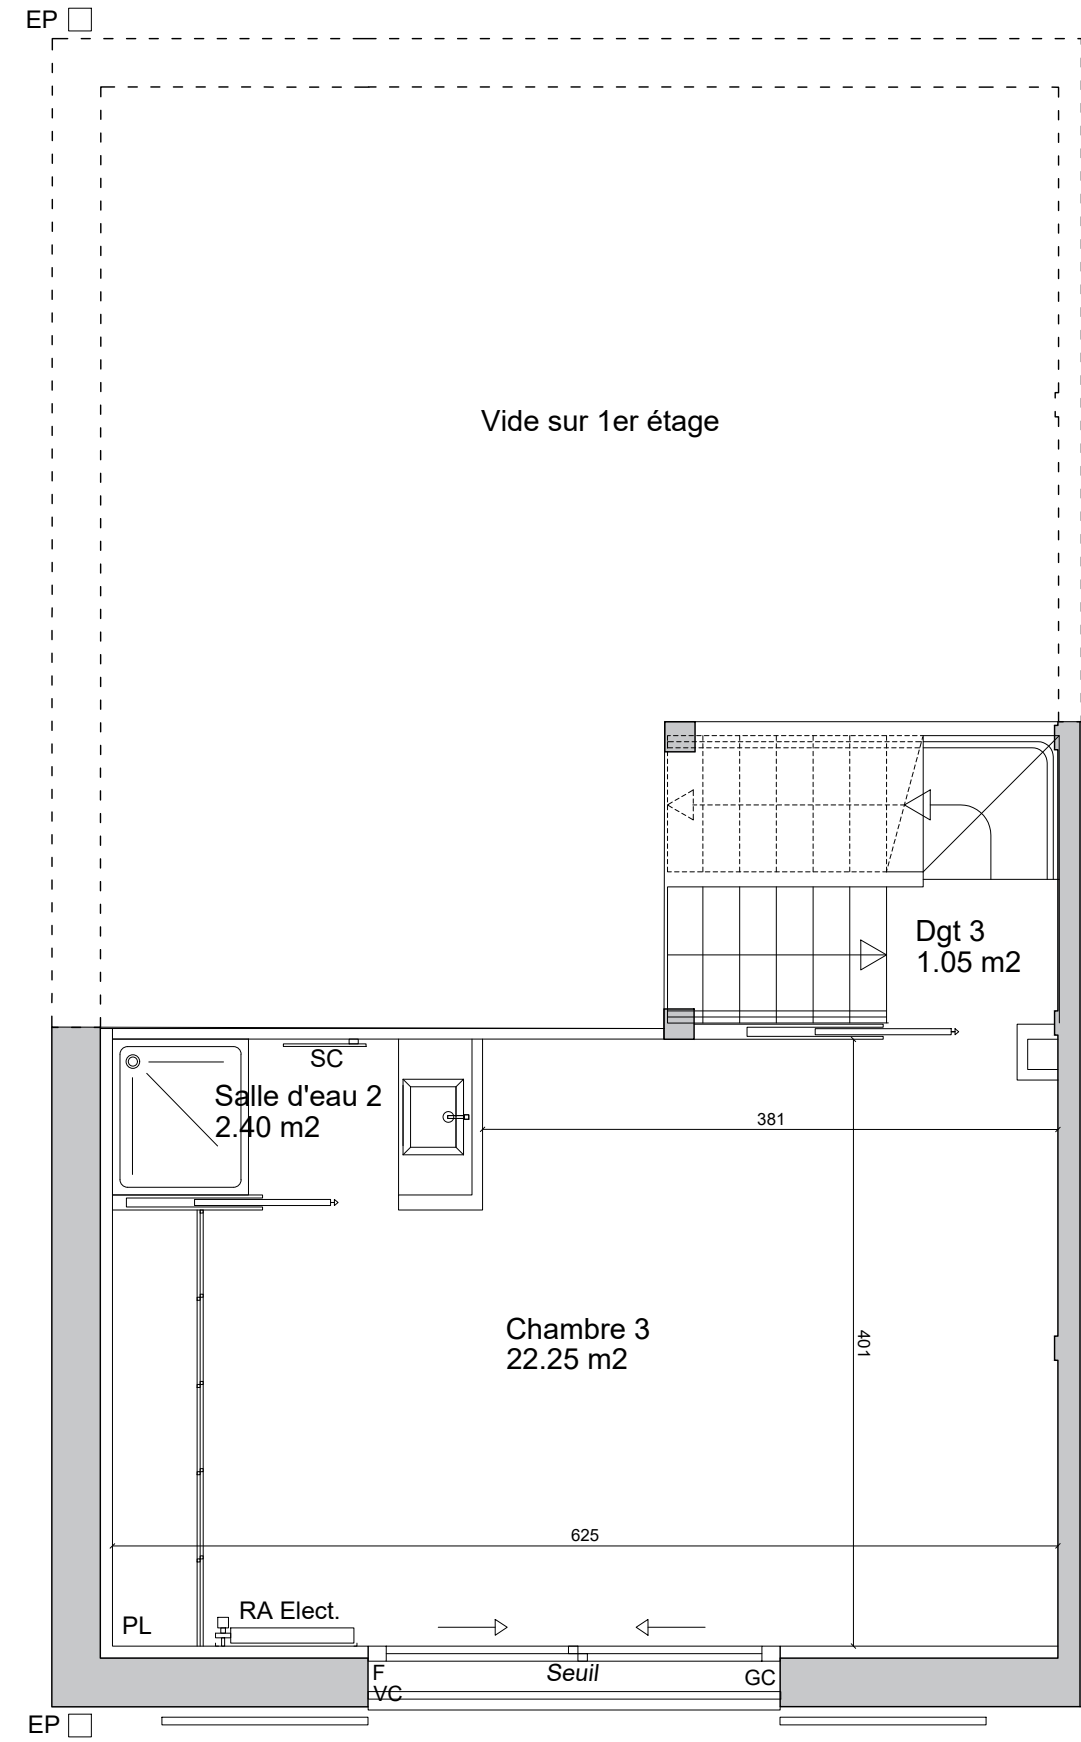 EP
Vide sur 1er étage
Dgt 3
1.05 m2
SC
Salle d'eau 2
2.40 m2
381
Chambre 3
22.25 m2
401
625
PL
RA Elect.
F
Seuil
GC
VC
EP